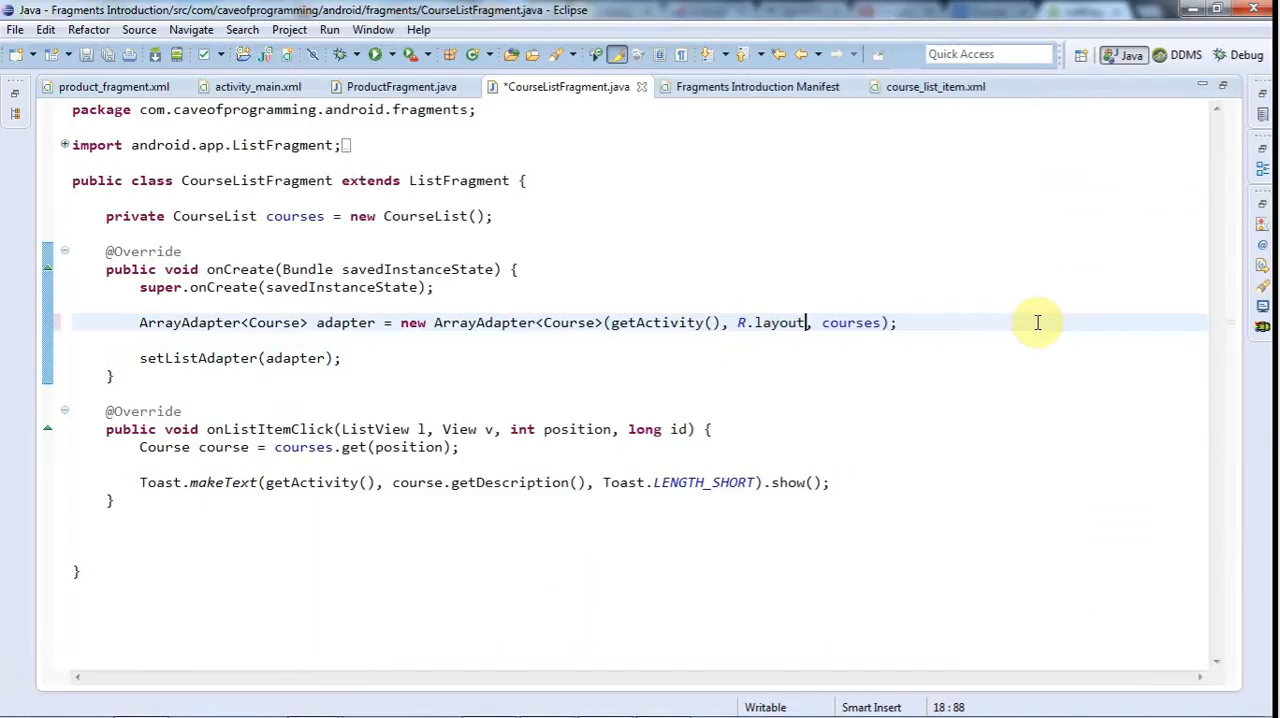 Java - Fragments Introduction/src/com/caveofprogramming/android/fragments/CourseListFragment.java - Eclipse
File Edit Refactor Source Navigate Search Project Run Window Help
Quick Access Java DDMS Debug
product_fragment.xml activity_main.xml ProductFragment.java *CourseListFragment.java Fragments Introduction Manifest course_list_item.xml
package com.caveofprogramming.android.fragments;
import android.app.ListFragment;
public class CourseListFragment extends ListFragment {
private CourseList courses = new CourseList();
@Override
public void onCreate(Bundle savedInstanceState) {
super.onCreate(savedInstanceState);
ArrayAdapter<Course> adapter = new ArrayAdapter<Course>(getActivity(), R.layout, courses);
setListAdapter(adapter);
}
@Override
public void onListItemClick(ListView l, View v, int position, long id) {
Course course = courses.get(position);
Toast.makeText(getActivity(), course.getDescription(), Toast.LENGTH_SHORT).show();
}
}
Writable Smart Insert 18 : 88